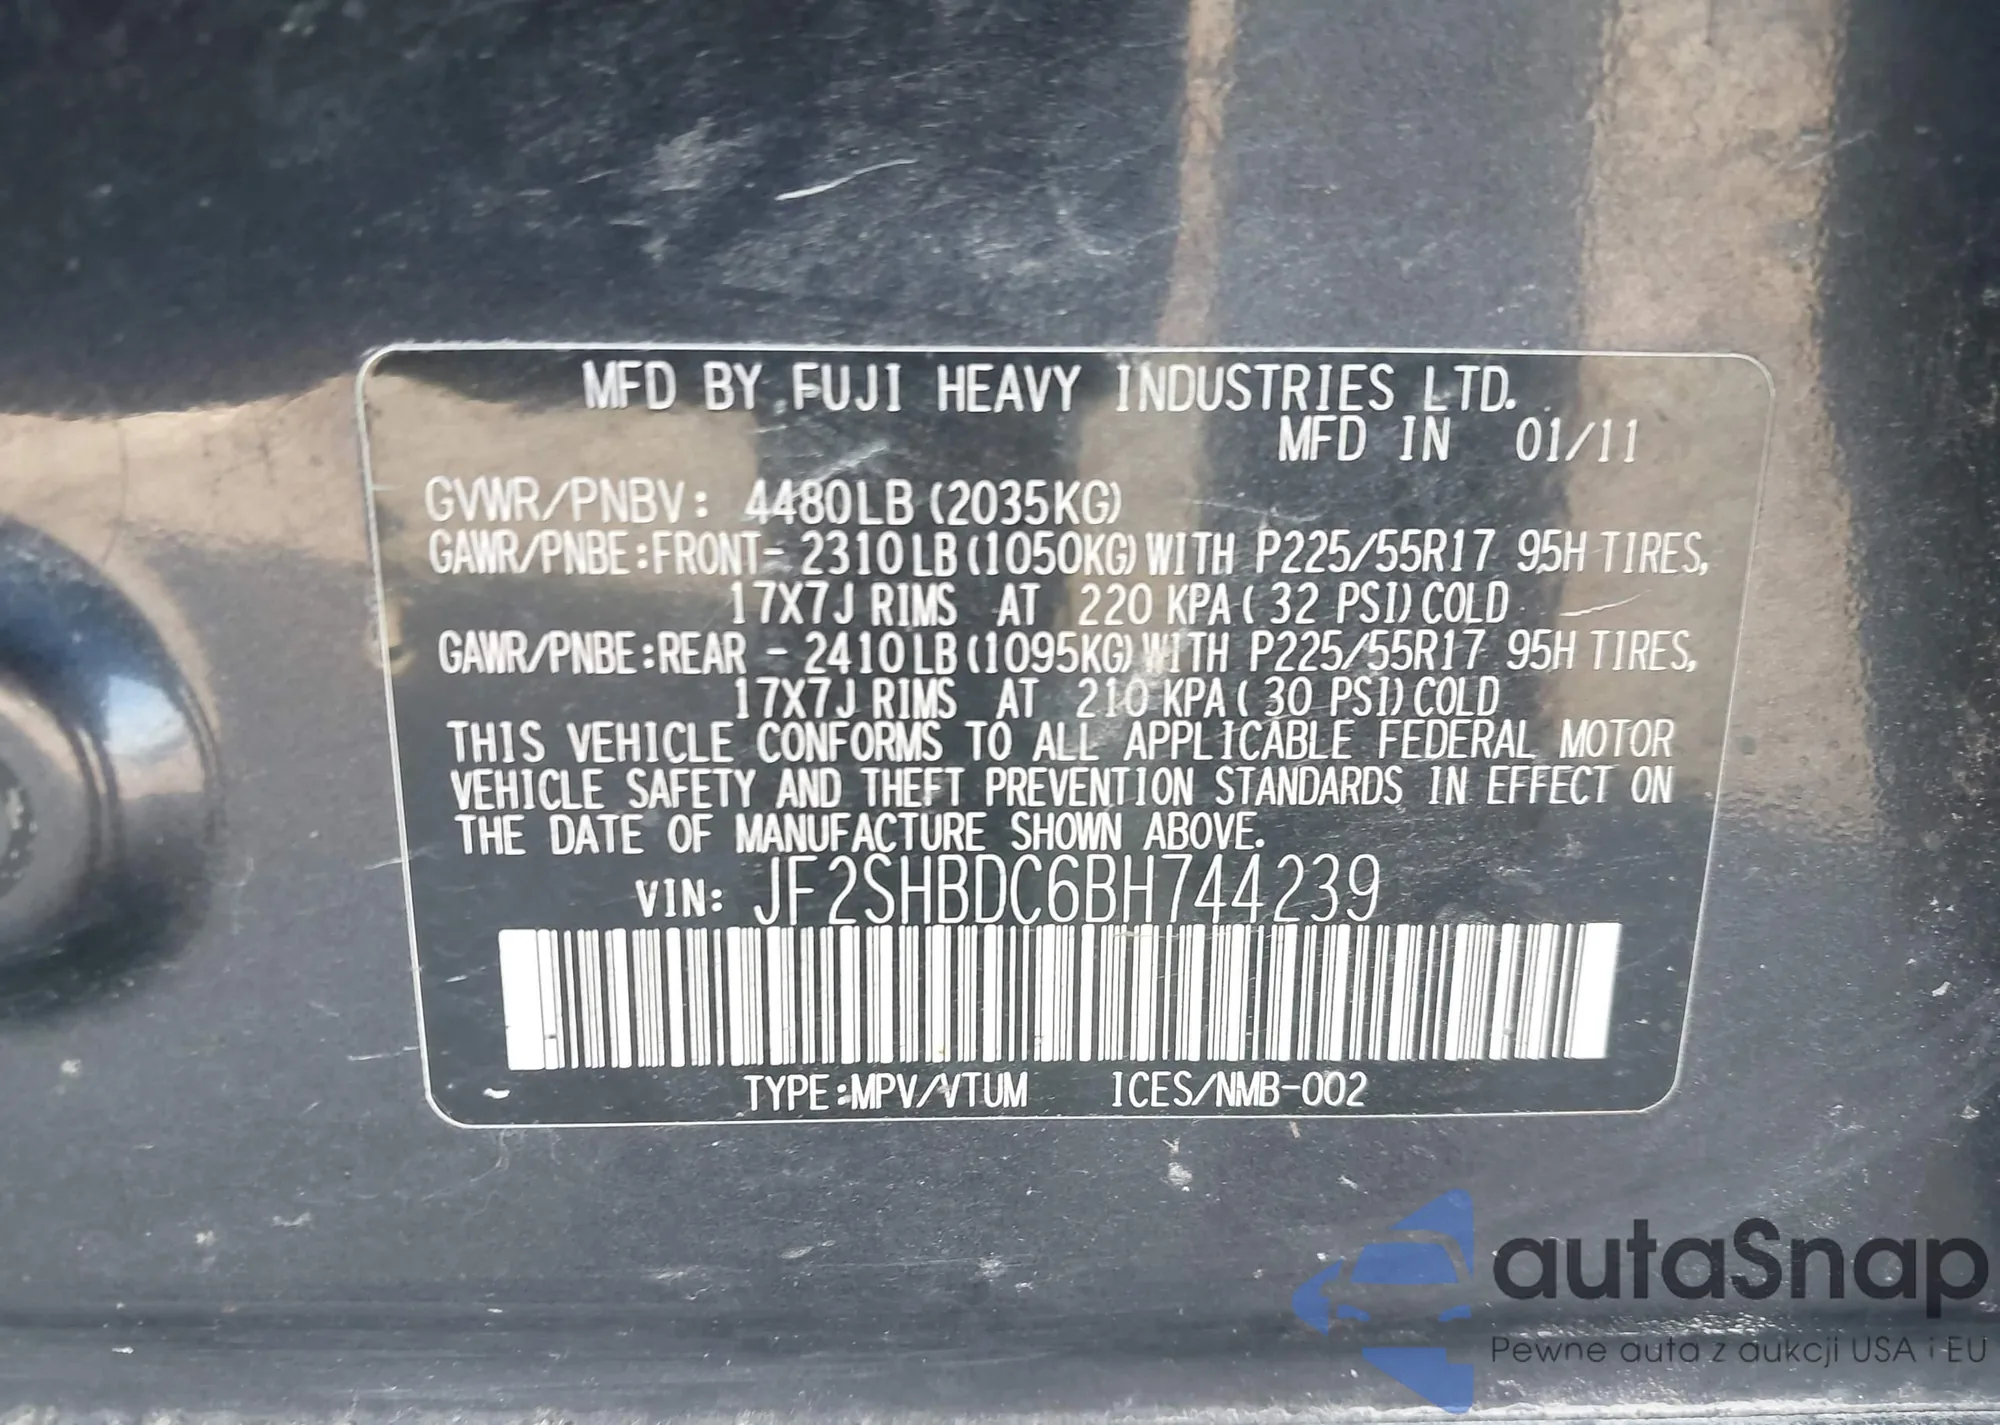 MFD BY FUJI HEAVY INDUSTRIES LTD.
MFD IN 01/11
GVWR/PNBV: 4480LB (2035KG)
GAWR/PNBE:FRONT- 2310LB (1050KG) WITH P225/55R17 95H TIRES,
17X7J RIMS AT 220 KPA ( 32 PSI) COLD
GAWR/PNBE:REAR - 2410LB (1095KG) WITH P225/55R17 95H TIRES,
17X7J RIMS AT 210 KPA ( 30 PSI) COLD
THIS VEHICLE CONFORMS TO ALL APPLICABLE FEDERAL MOTOR
VEHICLE SAFETY AND THEFT PREVENTION STANDARDS IN EFFECT ON
THE DATE OF MANUFACTURE SHOWN ABOVE.
VIN: JF2SHBDC6BH744239
TYPE:MPV/VTUM ICES/NMB-002
autaSnap
Pewne auta z aukcji USA i EU